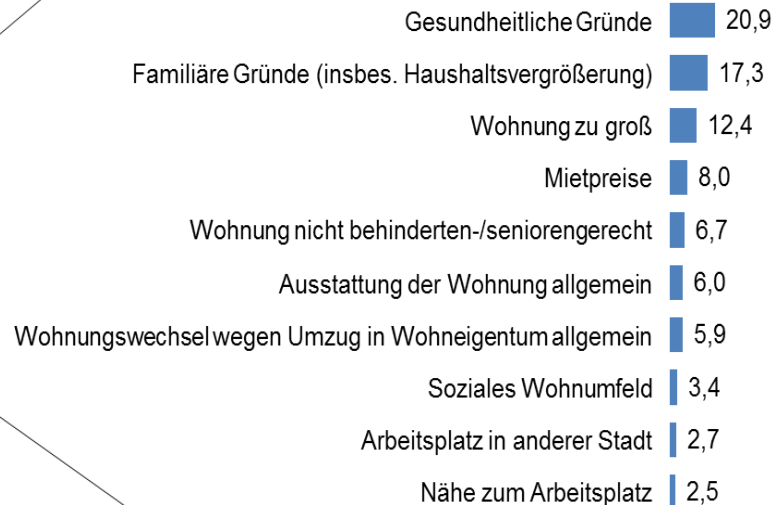 Gesundheitliche Gründe 20,9
Familiäre Gründe (insbes. Haushaltsvergrößerung) 17,3
Wohnung zu groß 12,4
Mietpreise 8,0
Wohnung nicht behinderten-/seniorengerecht 6,7
Ausstattung der Wohnung allgemein 6,0
Wohnungswechsel wegen Umzug in Wohneigentum allgemein 5,9
Soziales Wohnumfeld 3,4
Arbeitsplatz in anderer Stadt 2,7
Nähe zum Arbeitsplatz 2,5